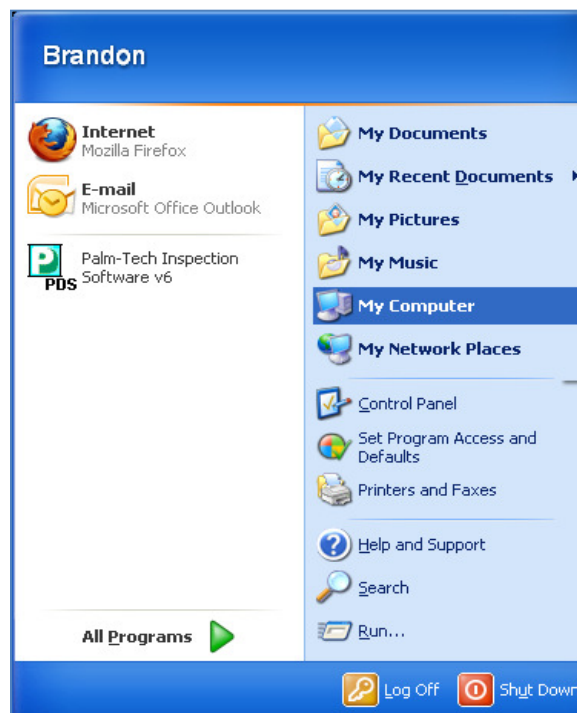 Brandon
Internet
Mozilla Firefox
E-mail
Microsoft Office Outlook
Palm-Tech Inspection
Software v6
PDS
All Programs
My Documents
My Recent Documents
My Pictures
My Music
My Computer
My Network Places
Control Panel
Set Program Access and
Defaults
Printers and Faxes
Help and Support
Search
Run...
Log Off
Shut Down